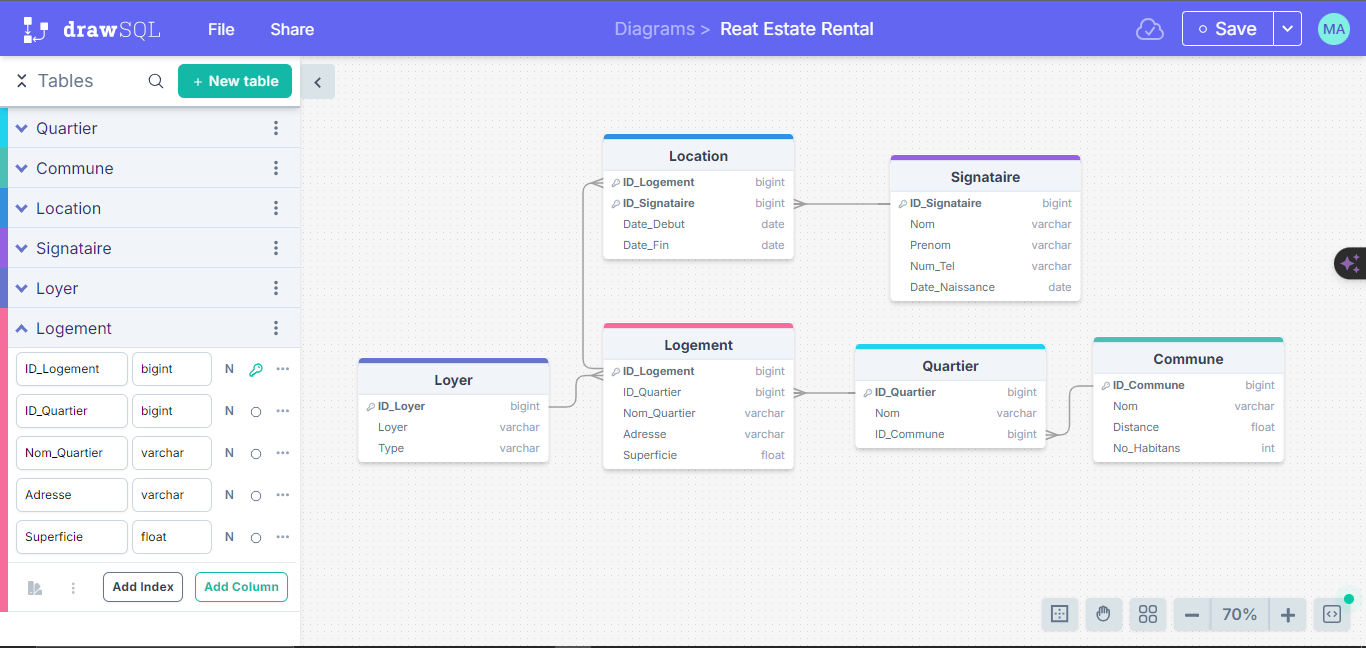 drawSQL File Share Diagrams > Reat Estate Rental Save MA
Tables + New table
Quartier
Commune
Location
Signataire
Loyer
Logement
ID_Logement bigint N
ID_Quartier bigint N
Nom_Quartier varchar N
Adresse varchar N
Superficie float N
Add Index Add Column
Location
ID_Logement bigint
ID_Signataire bigint
Date_Debut date
Date_Fin date
Signataire
ID_Signataire bigint
Nom varchar
Prenom varchar
Num_Tel varchar
Date_Naissance date
Loyer
ID_Loyer bigint
Loyer varchar
Type varchar
Logement
ID_Logement bigint
ID_Quartier bigint
Nom_Quartier varchar
Adresse varchar
Superficie float
Quartier
ID_Quartier bigint
Nom varchar
ID_Commune bigint
Commune
ID_Commune bigint
Nom varchar
Distance float
No_Habitans int
70%